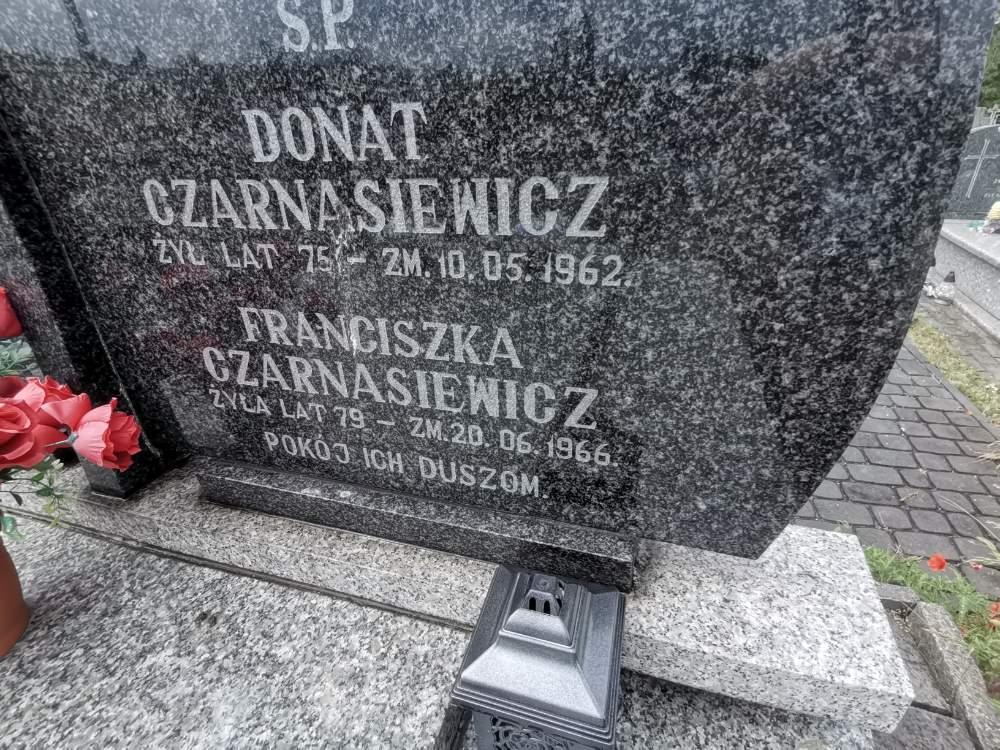 Ś.P.
DONAT
CZARNASIEWICZ
ŻYŁ LAT 75 - ZM. 10.05.1962.
FRANCISZKA
CZARNASIEWICZ
ŻYŁA LAT 79 - ZM. 20.06.1966.
POKÓJ ICH DUSZOM.